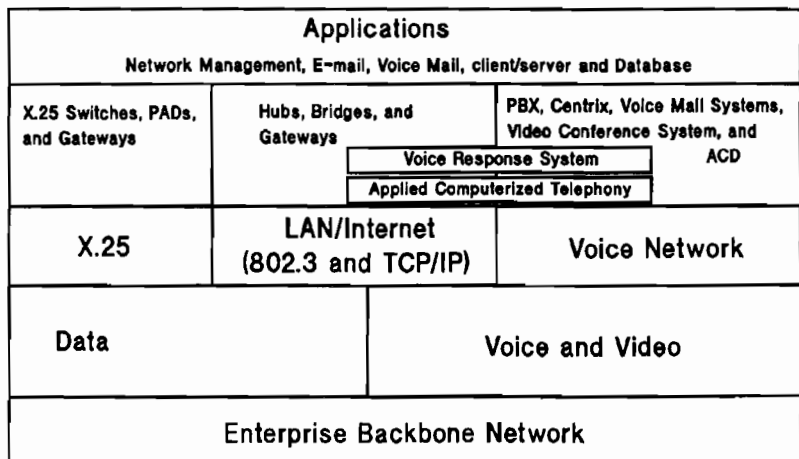 Applications
Network Management, E-mail, Voice Mail, client/server and Database
X.25 Switches, PADs,
and Gateways
Hubs, Bridges, and
Gateways
PBX, Centrix, Voice Mail Systems,
Video Conference System, and
ACD
Voice Response System
Applied Computerized Telephony
X.25
LAN/Internet
(802.3 and TCP/IP)
Voice Network
Data
Voice and Video
Enterprise Backbone Network